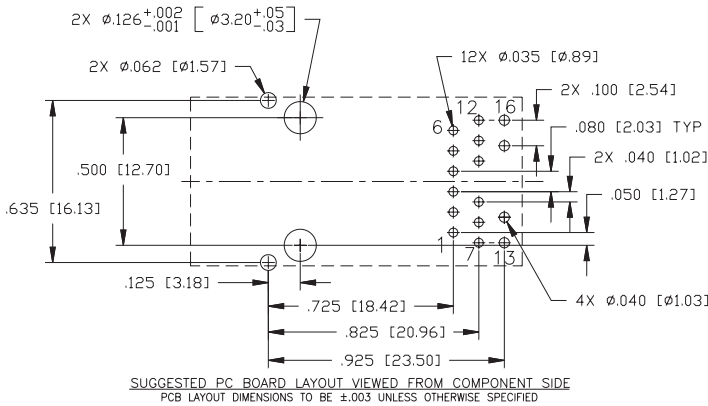 2X ø.126+.002 -.001 [ø3.20+.05 -.03]
2X ø.062 [ø1.57]
12X ø.035 [ø.89]
2X .100 [2.54]
12 16
6
.080 [2.03] TYP
.500 [12.70]
2X .040 [1.02]
.635 [16.13]
.050 [1.27]
1 7 13
.125 [3.18]
4X ø.040 [ø1.03]
.725 [18.42]
.825 [20.96]
.925 [23.50]
SUGGESTED PC BOARD LAYOUT VIEWED FROM COMPONENT SIDE
PCB LAYOUT DIMENSIONS TO BE ±.003 UNLESS OTHERWISE SPECIFIED